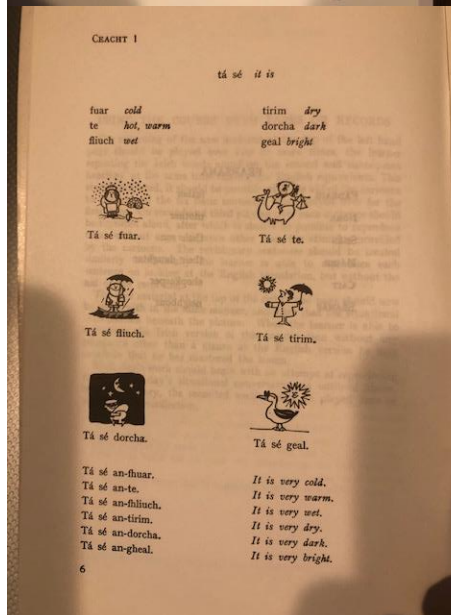 CEACHT 1
tá sé it is
fuar cold
te hot, warm
fliuch wet
tirim dry
dorcha dark
geal bright
Tá sé fuar.
Tá sé te.
Tá sé fliuch.
Tá sé tirim.
Tá sé dorcha.
Tá sé geal.
Tá sé an-fhuar.
Tá sé an-te.
Tá sé an-fhliuch.
Tá sé an-tirim.
Tá sé an-dorcha.
Tá sé an-gheal.
It is very cold.
It is very warm.
It is very wet.
It is very dry.
It is very dark.
It is very bright.
6